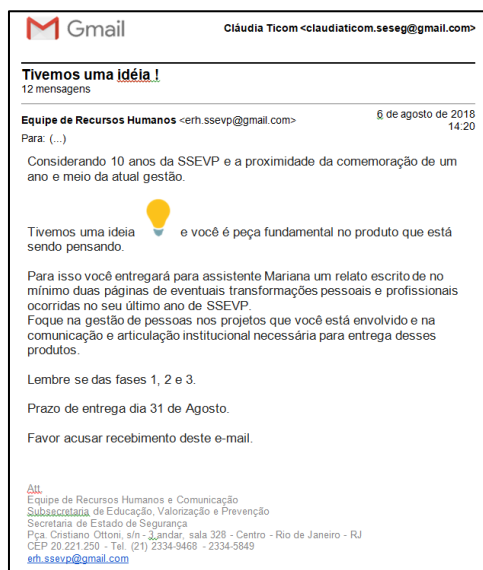 Gmail
Cláudia Ticom <claudiaticom.seseg@gmail.com>
Tivemos uma idéia !
12 mensagens
Equipe de Recursos Humanos <erh.ssevp@gmail.com>
6 de agosto de 2018
14:20
Para: (...)
Considerando 10 anos da SSEVP e a proximidade da comemoração de um
ano e meio da atual gestão.
Tivemos uma ideia e você é peça fundamental no produto que está
sendo pensando.
Para isso você entregará para assistente Mariana um relato escrito de no
mínimo duas páginas de eventuais transformações pessoais e profissionais
ocorridas no seu último ano de SSEVP.
Foque na gestão de pessoas nos projetos que você está envolvido e na
comunicação e articulação institucional necessária para entrega desses
produtos.
Lembre se das fases 1, 2 e 3.
Prazo de entrega dia 31 de Agosto.
Favor acusar recebimento deste e-mail.
Att.
Equipe de Recursos Humanos e Comunicação
Subsecretaria de Educação, Valorização e Prevenção
Secretaria de Estado de Segurança
Pça. Cristiano Ottoni, s/n - 3 andar, sala 328 - Centro - Rio de Janeiro - RJ
CEP 20.221.250 - Tel. (21) 2334-9468 - 2334-5849
erh.ssevp@gmail.com